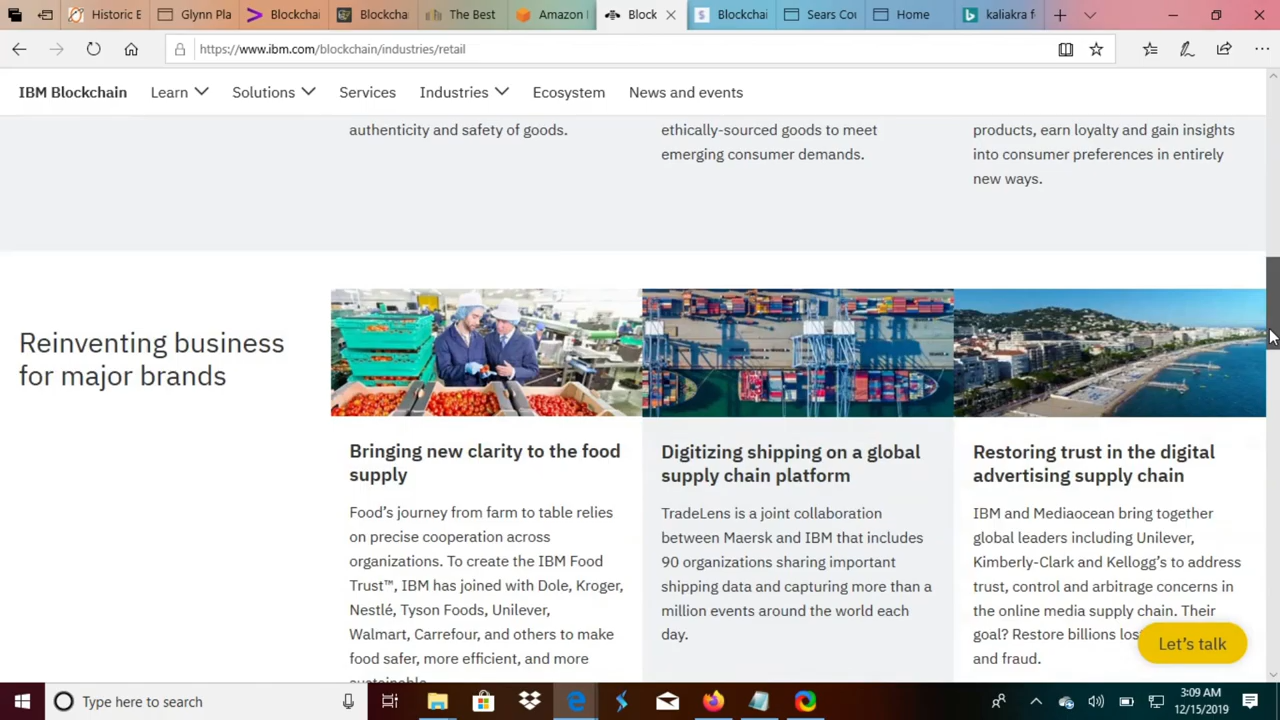 Historic E
Glynn Pla
Blockchai
Blockchai
The Best
Amazon
Block
Blockchai
Sears Cou
Home
kaliakra f
https://www.ibm.com/blockchain/industries/retail
IBM Blockchain
Learn
Solutions
Services
Industries
Ecosystem
News and events
authenticity and safety of goods.
ethically-sourced goods to meet
emerging consumer demands.
products, earn loyalty and gain insights
into consumer preferences in entirely
new ways.
Reinventing business
for major brands
Bringing new clarity to the food
supply
Food's journey from farm to table relies
on precise cooperation across
organizations. To create the IBM Food
Trust™, IBM has joined with Dole, Kroger,
Nestlé, Tyson Foods, Unilever,
Walmart, Carrefour, and others to make
food safer, more efficient, and more
sustainable.
Digitizing shipping on a global
supply chain platform
TradeLens is a joint collaboration
between Maersk and IBM that includes
90 organizations sharing important
shipping data and capturing more than a
million events around the world each
day.
Restoring trust in the digital
advertising supply chain
IBM and Mediaocean bring together
global leaders including Unilever,
Kimberly-Clark and Kellogg's to address
trust, control and arbitrage concerns in
the online media supply chain. Their
goal? Restore billions los
and fraud.
Let's talk
Type here to search
3:09 AM
12/15/2019